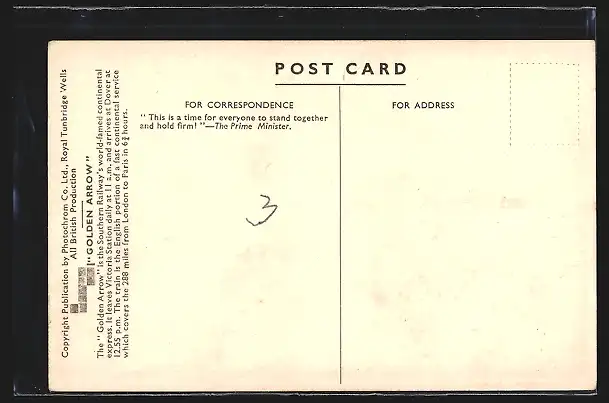 POST CARD
FOR CORRESPONDENCE
" This is a time for everyone to stand together
and hold firm! "—The Prime Minister.
FOR ADDRESS
3
Copyright Publication by Photochrom Co. Ltd., Royal Tunbridge Wells
All British Production
"GOLDEN ARROW"
The "Golden Arrow" is the Southern Railway's world-famed continental
express. It leaves Victoria Station daily at 11 a.m. and arrives at Dover at
12.55 p.m. The train is the English portion of a fast continental service
which covers the 288 miles from London to Paris in 6¾ hours.